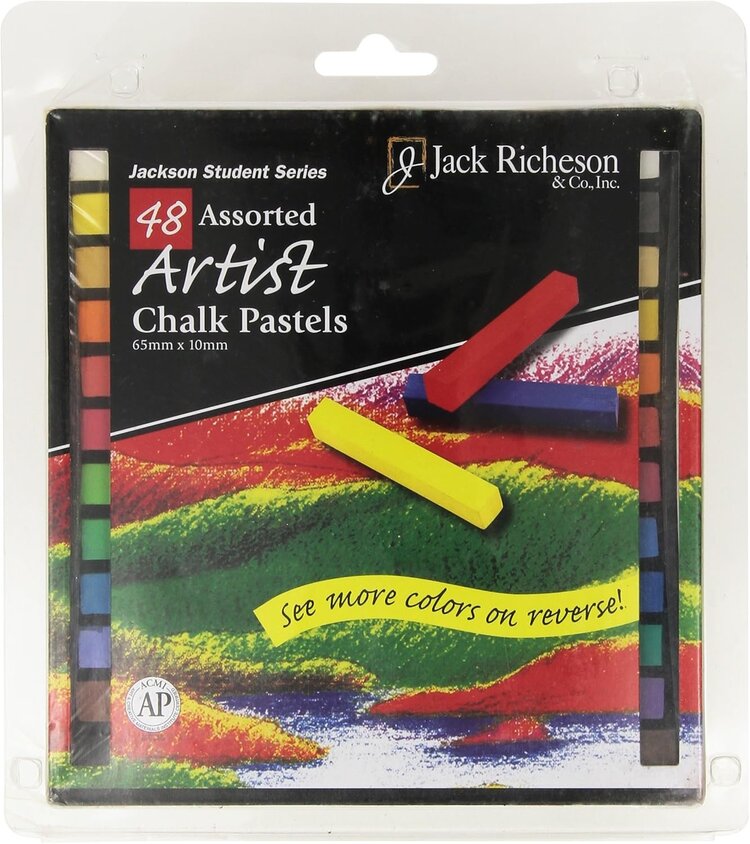 Jackson Student Series
48 Assorted
Artist
Chalk Pastels
65mm x 10mm
Jack Richeson
& Co., Inc.
See more colors on reverse!
ACMI
AP